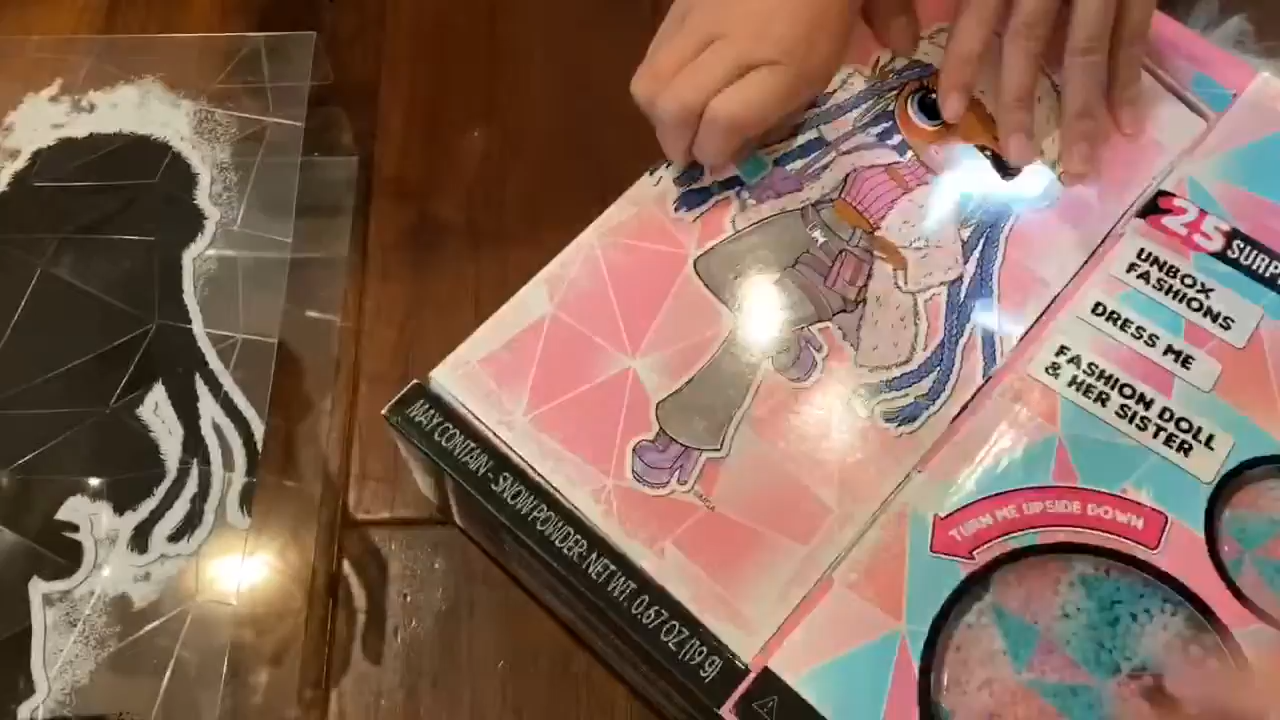 25 SURP
UNBOX
FASHIONS
DRESS ME
FASHION DOLL
& HER SISTER
TURN ME UPSIDE DOWN
MAY CONTAIN - SNOW POWDER· NET WT. 0.67 OZ (19 g)